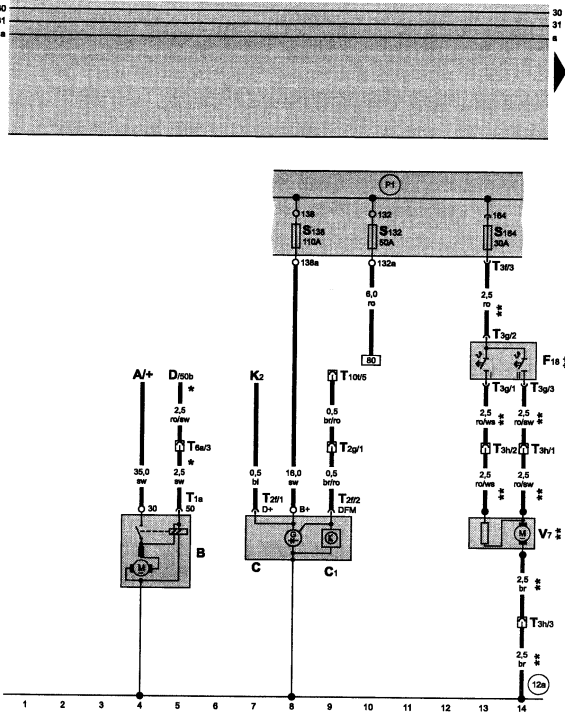 30 30
31 31
a a
P1
136 132 164
S136 S132 S164
110A 50A 30A
136a 132a T3f/3
6,0 2,5
ro ro **
T3g/2
80 F18
A/+ D/50b K2 T10f/5 T3g/1 T3g/3
*
2,5 0,5 2,5 2,5
ro/sw br/ro ro/ws ** ro/sw **
T6a/3 T2g/1 T3h/2 T3h/1
*
35,0 2,5 0,5 16,0 0,5 2,5 2,5
sw sw bl sw br/ro ro/ws ** ro/sw **
T1a T2f/1 T2f/2
30 50 D+ B+ DFM
G K M V7 **
M B C C1
2,5
br **
T3h/3
2,5
br **
12a
1 2 3 4 5 6 7 8 9 10 11 12 13 14